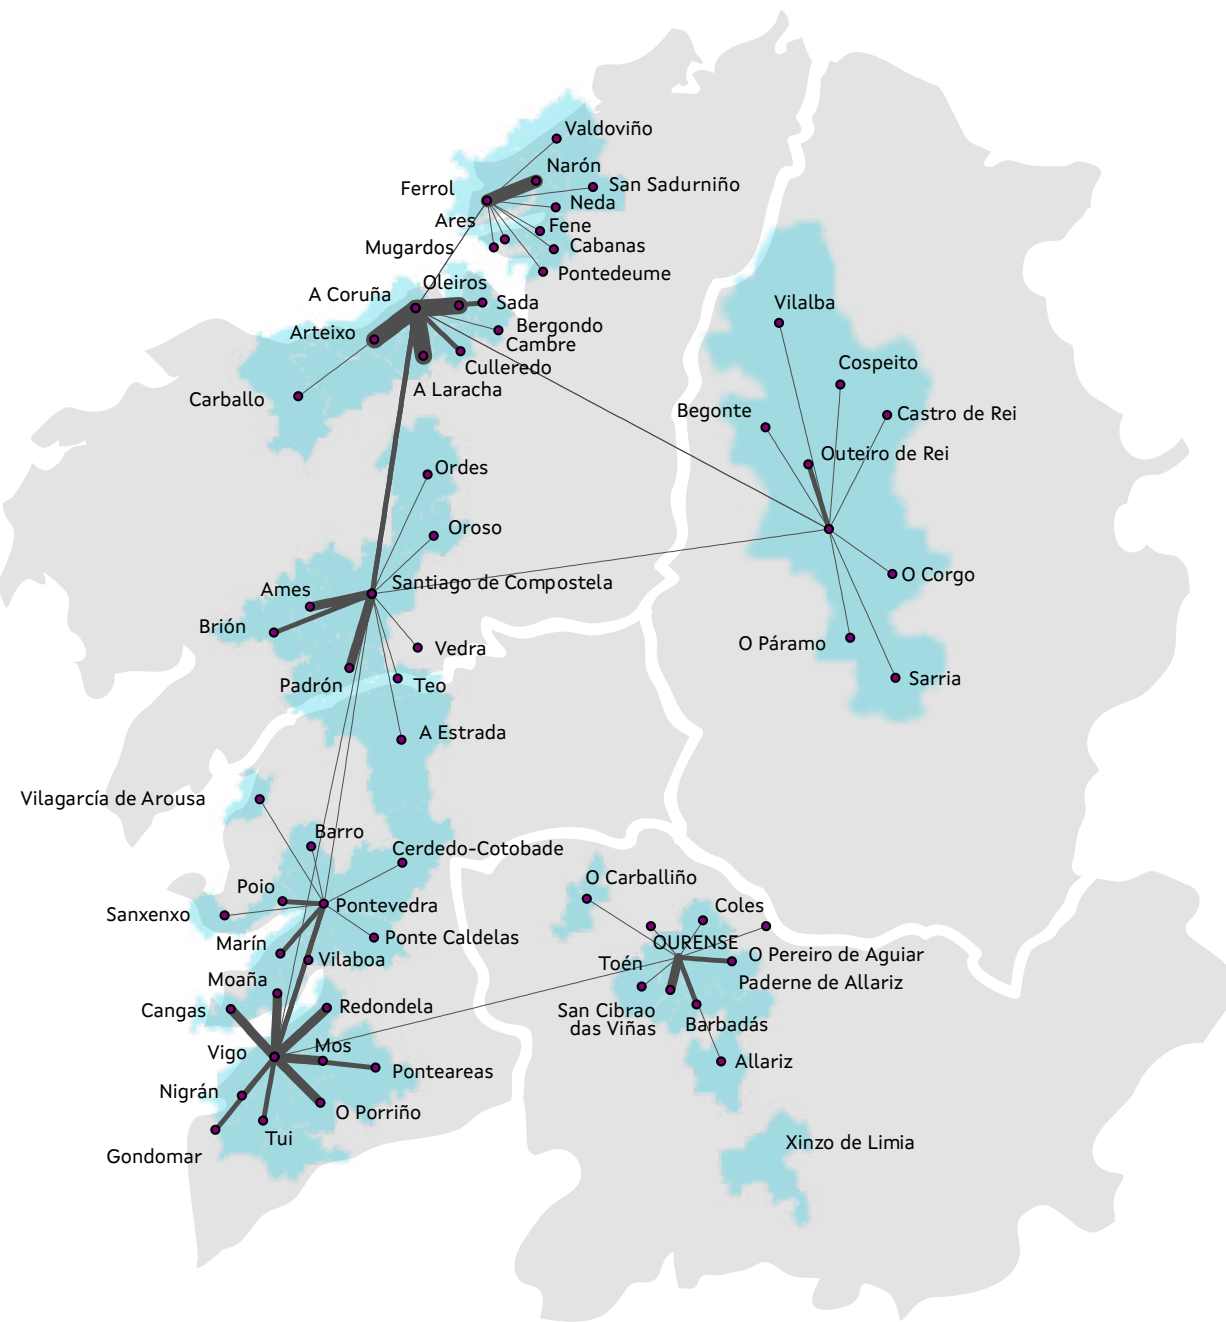 Valdoviño
Narón
San Sadurniño
Ferrol
Neda
Ares
Fene
Mugardos
Cabanas
Pontedeume
Oleiros
A Coruña
Sada
Arteixo
Bergondo
Cambre
Culleredo
A Laracha
Carballo
Vilalba
Cospeito
Begonte
Castro de Rei
Outeiro de Rei
Ordes
Oroso
O Corgo
Santiago de Compostela
Ames
Brión
O Páramo
Vedra
Sarria
Padrón
Teo
A Estrada
Vilagarcía de Arousa
Barro
Cerdedo-Cotobade
O Carballiño
Poio
Pontevedra
Coles
Sanxenxo
Ponte Caldelas
Marín
OURENSE
Vilaboa
O Pereiro de Aguiar
Toén
Moaña
Paderne de Allariz
Cangas
Redondela
San Cibrao
das Viñas
Barbadás
Vigo
Mos
Ponteareas
Allariz
Nigrán
O Porriño
Tui
Xinzo de Limia
Gondomar